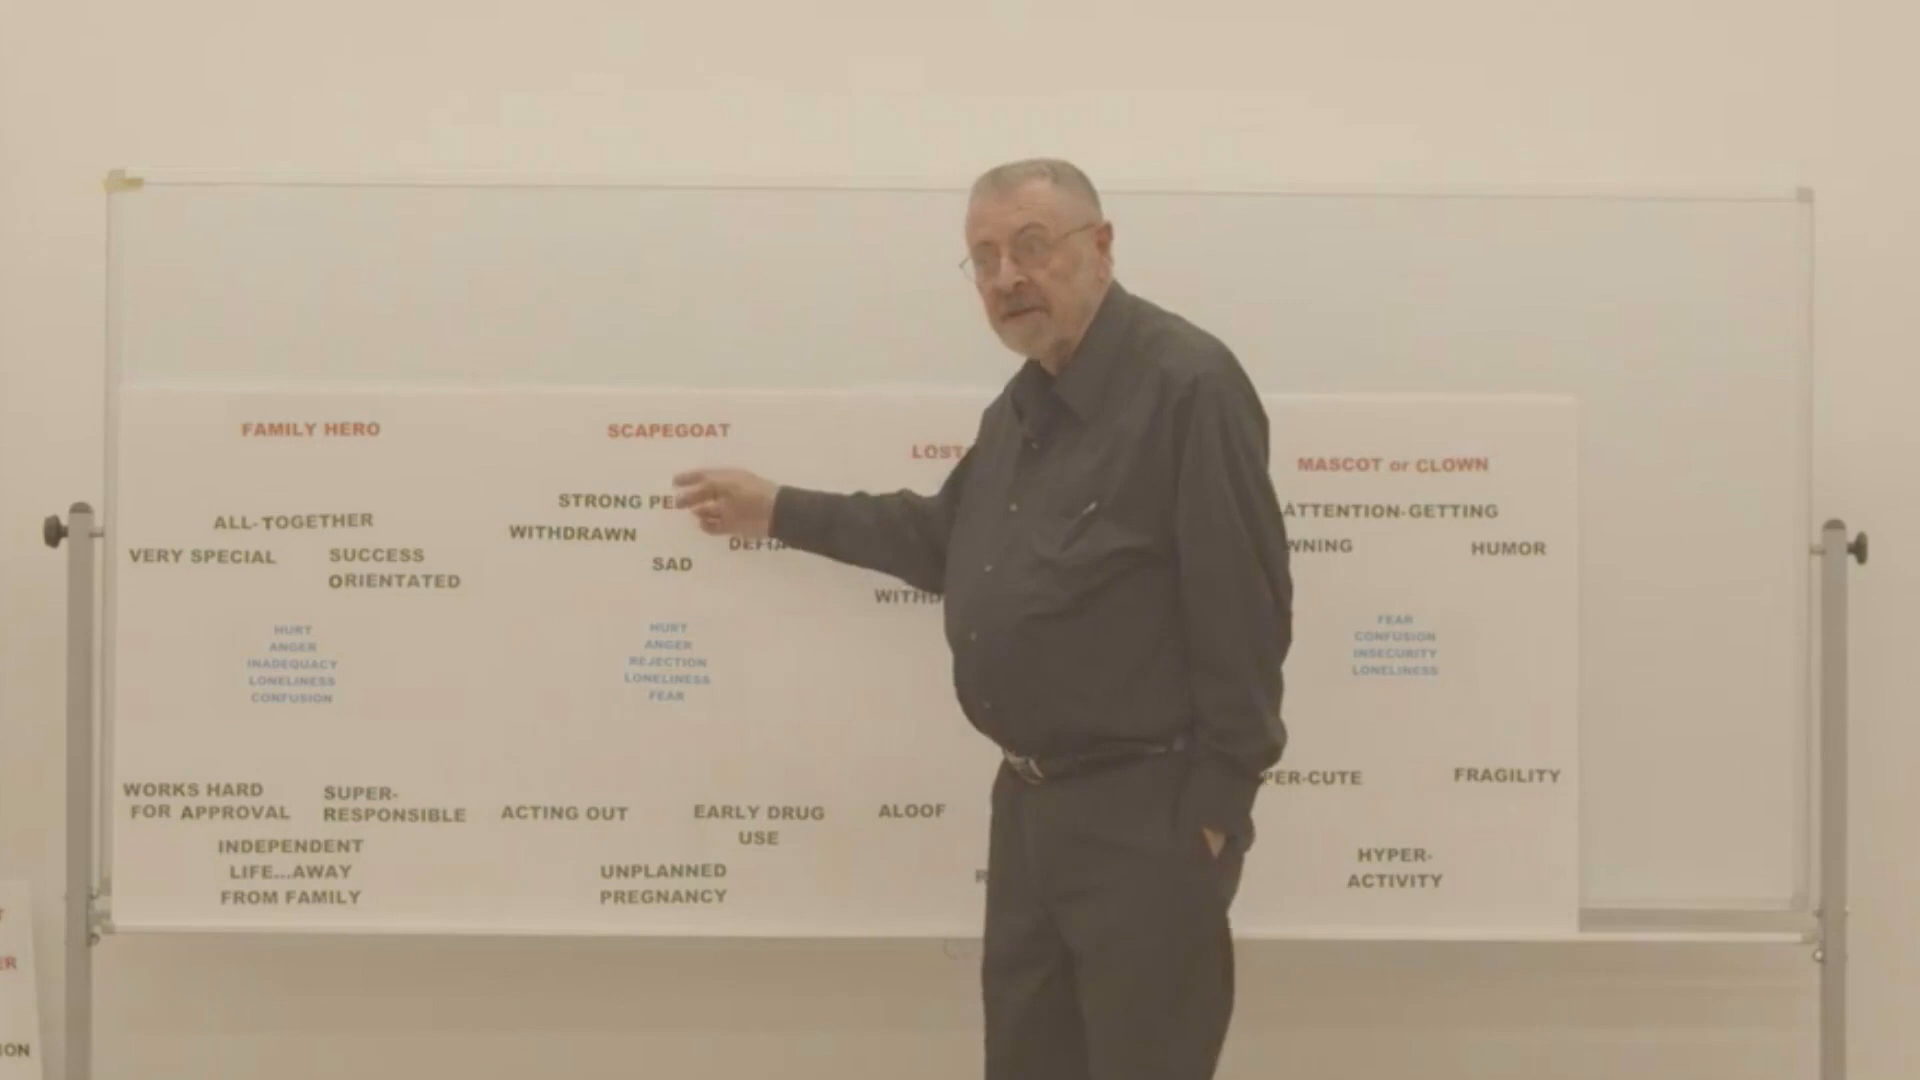 FAMILY HERO
ALL-TOGETHER
VERY SPECIAL
SUCCESS
ORIENTATED
HURT
ANGER
INADEQUACY
LONELINESS
CONFUSION
WORKS HARD
FOR APPROVAL
SUPER-
RESPONSIBLE
INDEPENDENT
LIFE...AWAY
FROM FAMILY
SCAPEGOAT
STRONG
WITHDRAWN
SAD
HURT
ANGER
REJECTION
LONELINESS
FEAR
ACTING OUT
EARLY DRUG
USE
UNPLANNED
PREGNANCY
LOST
ALOOF
MASCOT or CLOWN
ATTENTION-GETTING
HUMOR
FEAR
CONFUSION
INSECURITY
LONELINESS
FRAGILITY
HYPER-
ACTIVITY